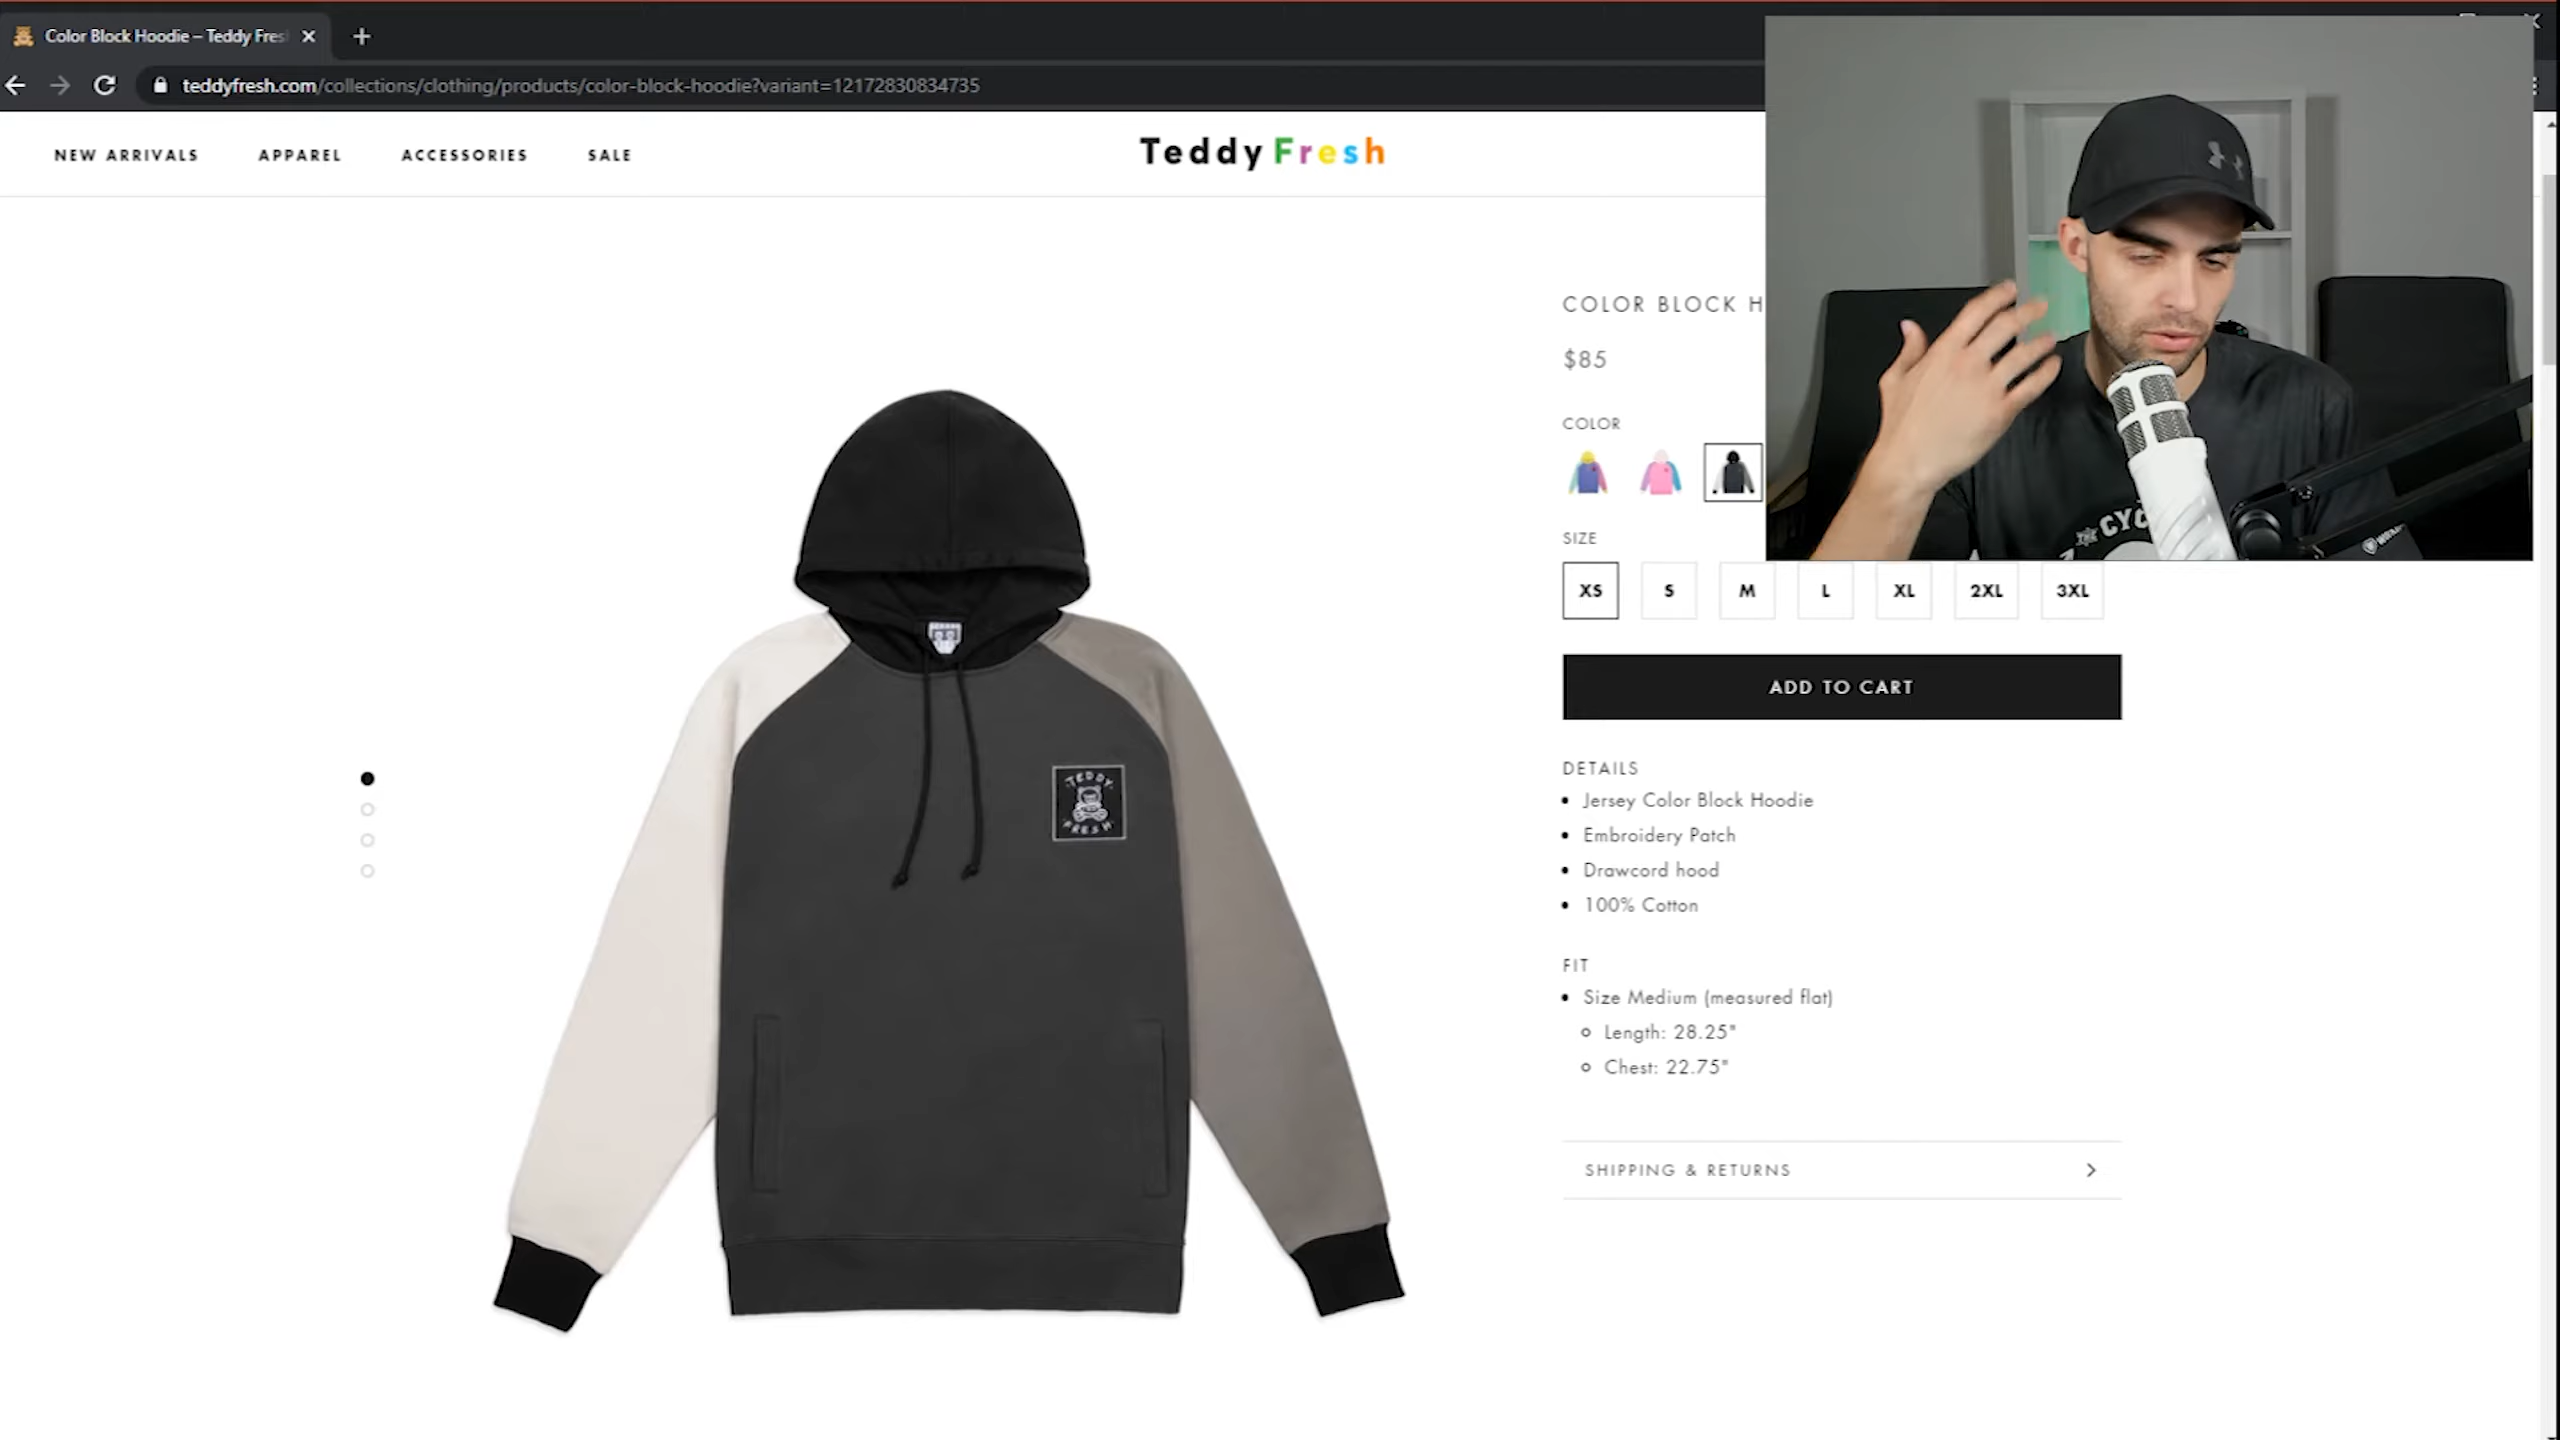 Color Block Hoodie – Teddy Fres
teddyfresh.com/collections/clothing/products/color-block-hoodie?variant=12172830834735
NEW ARRIVALS APPAREL ACCESSORIES SALE
Teddy Fresh
COLOR BLOCK H
$85
COLOR
SIZE
XS S M L XL 2XL 3XL
ADD TO CART
TEDDY
FRESH
DETAILS
Jersey Color Block Hoodie
Embroidery Patch
Drawcord hood
100% Cotton
FIT
Size Medium (measured flat)
Length: 28.25"
Chest: 22.75"
SHIPPING & RETURNS
CYC